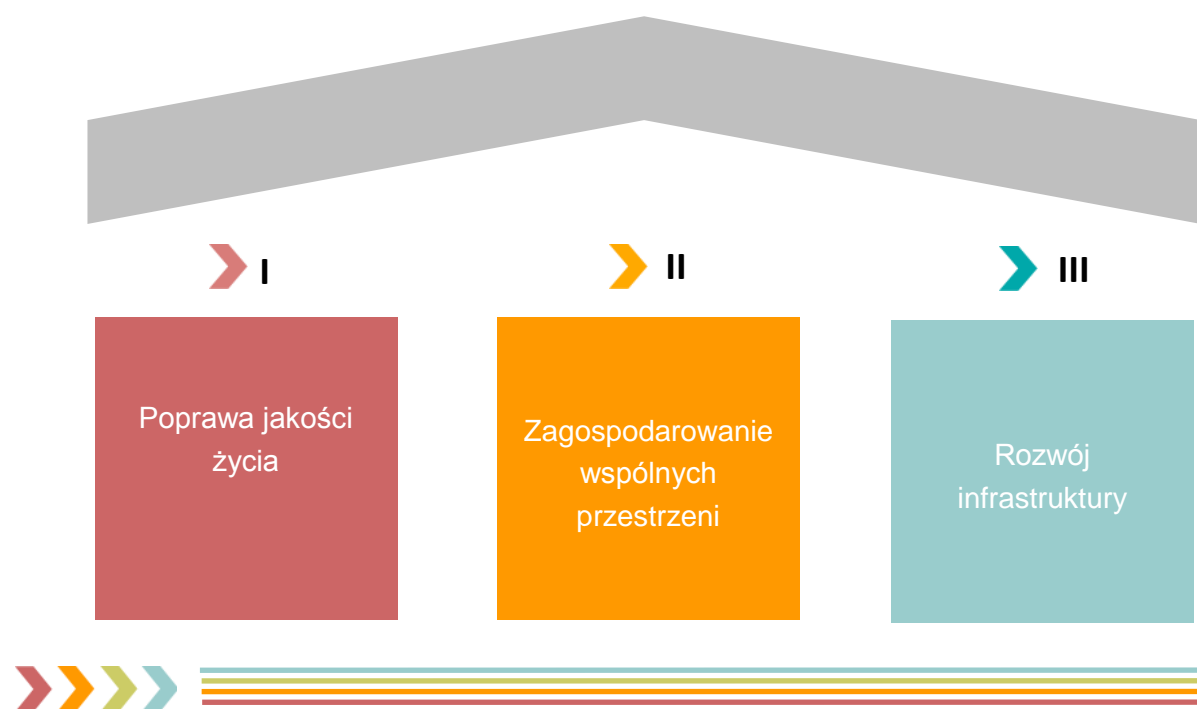 I
II
III
Poprawa jakości
życia
Zagospodarowanie
wspólnych
przestrzeni
Rozwój
infrastruktury